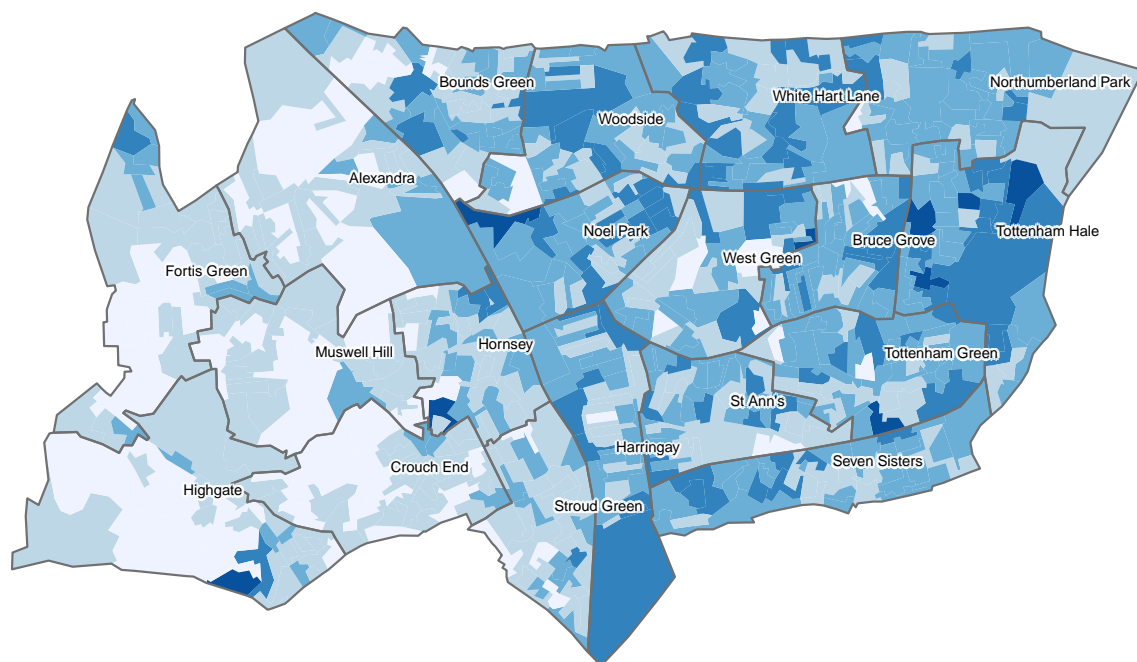 Bounds Green
Northumberland Park
White Hart Lane
Woodside
Alexandra
Noel Park
Tottenham Hale
Bruce Grove
West Green
Fortis Green
Muswell Hill
Hornsey
Tottenham Green
St Ann's
Harringay
Seven Sisters
Crouch End
Highgate
Stroud Green